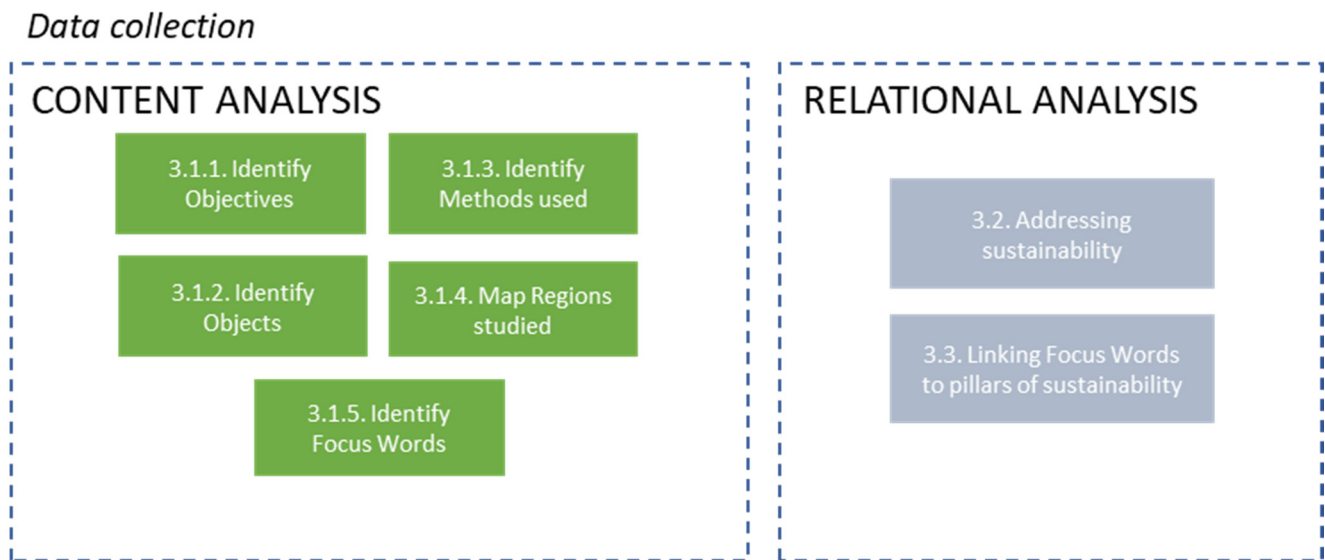 Data collection
CONTENT ANALYSIS
3.1.1. Identify
Objectives
3.1.3. Identify
Methods used
3.1.2. Identify
Objects
3.1.4. Map Regions
studied
3.1.5. Identify
Focus Words
RELATIONAL ANALYSIS
3.2. Addressing
sustainability
3.3. Linking Focus Words
to pillars of sustainability